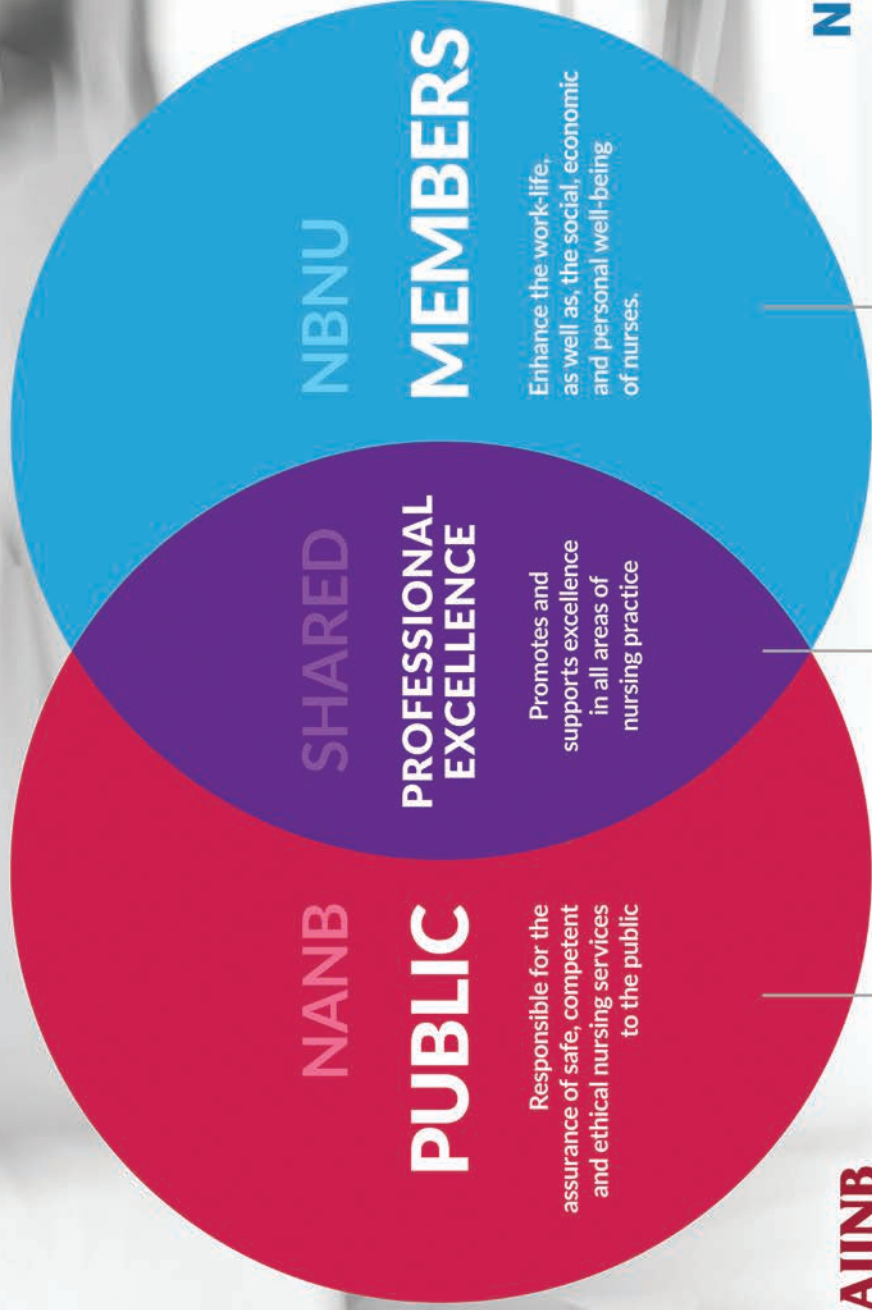 NANB
PUBLIC
Responsible for the
assurance of safe, competent
and ethical nursing services
to the public
SHARED
PROFESSIONAL
EXCELLENCE
Promotes and
supports excellence
in all areas of
nursing practice
NBNU
MEMBERS
Enhance the work-life,
as well as, the social, economic
and personal well-being
of nurses.
AIINB
N